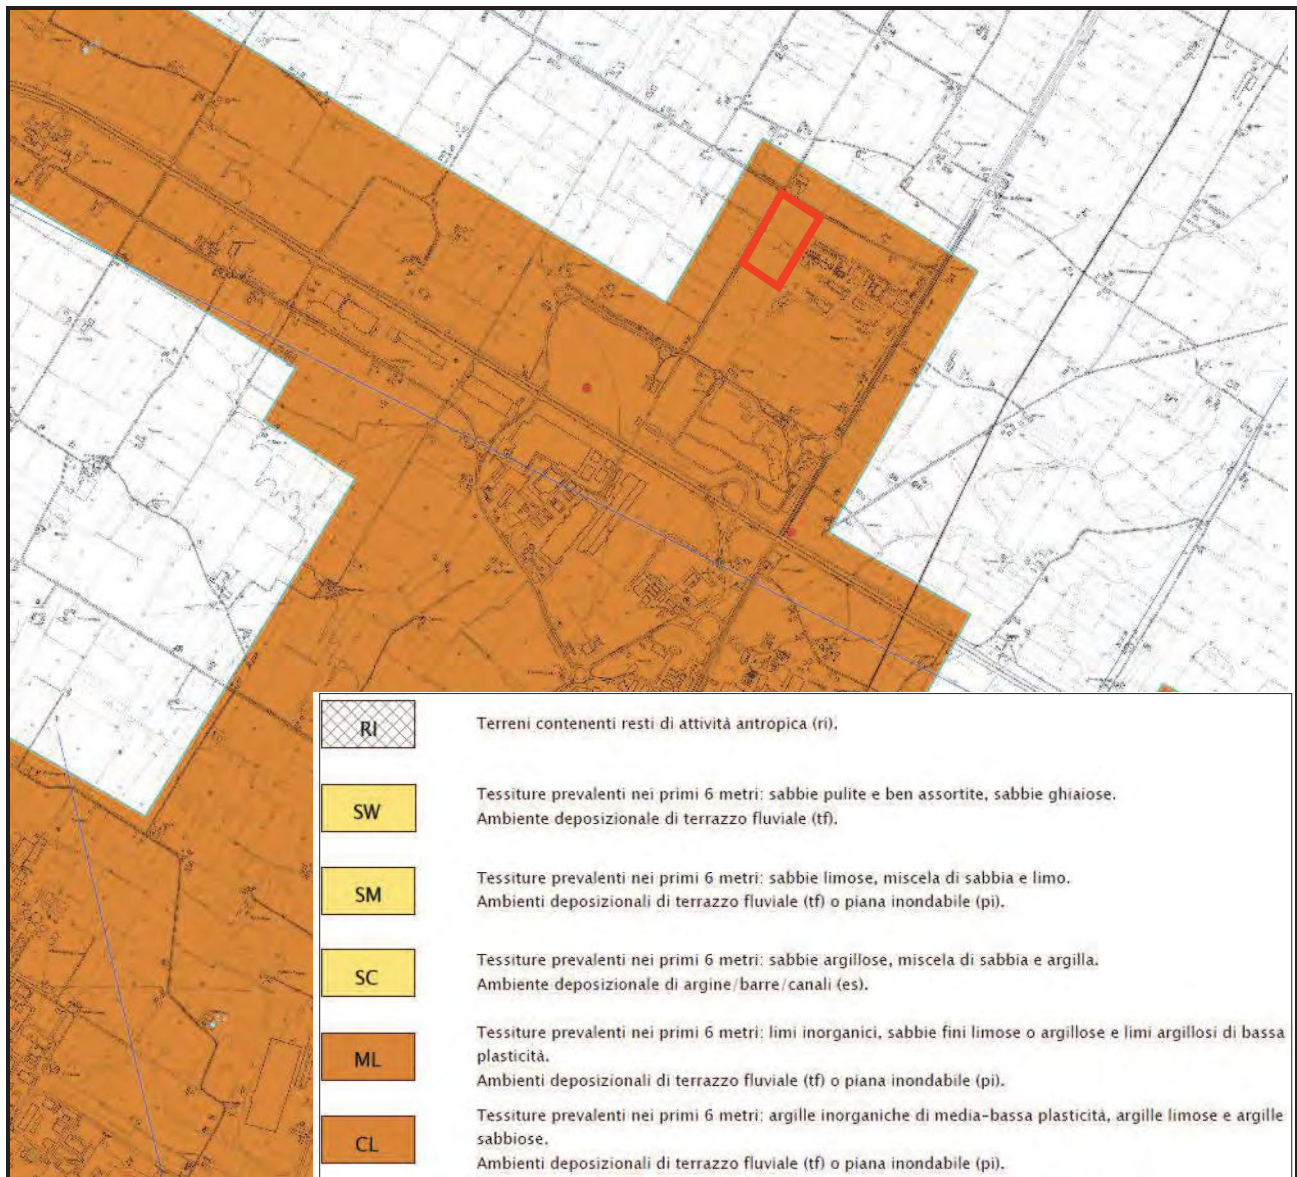 RI
Terreni contenenti resti di attività antropica (ri).
SW
Tessiture prevalenti nei primi 6 metri: sabbie pulite e ben assortite, sabbie ghiaiose.
Ambiente deposizionale di terrazzo fluviale (tf).
SM
Tessiture prevalenti nei primi 6 metri: sabbie limose, miscela di sabbia e limo.
Ambienti deposizionali di terrazzo fluviale (tf) o piana inondabile (pi).
SC
Tessiture prevalenti nei primi 6 metri: sabbie argillose, miscela di sabbia e argilla.
Ambiente deposizionale di argine/barre/canali (es).
ML
Tessiture prevalenti nei primi 6 metri: limi inorganici, sabbie fini limose o argillose e limi argillosi di bassa
plasticità.
Ambienti deposizionali di terrazzo fluviale (tf) o piana inondabile (pi).
CL
Tessiture prevalenti nei primi 6 metri: argille inorganiche di media-bassa plasticità, argille limose e argille
sabbiose.
Ambienti deposizionali di terrazzo fluviale (tf) o piana inondabile (pi).